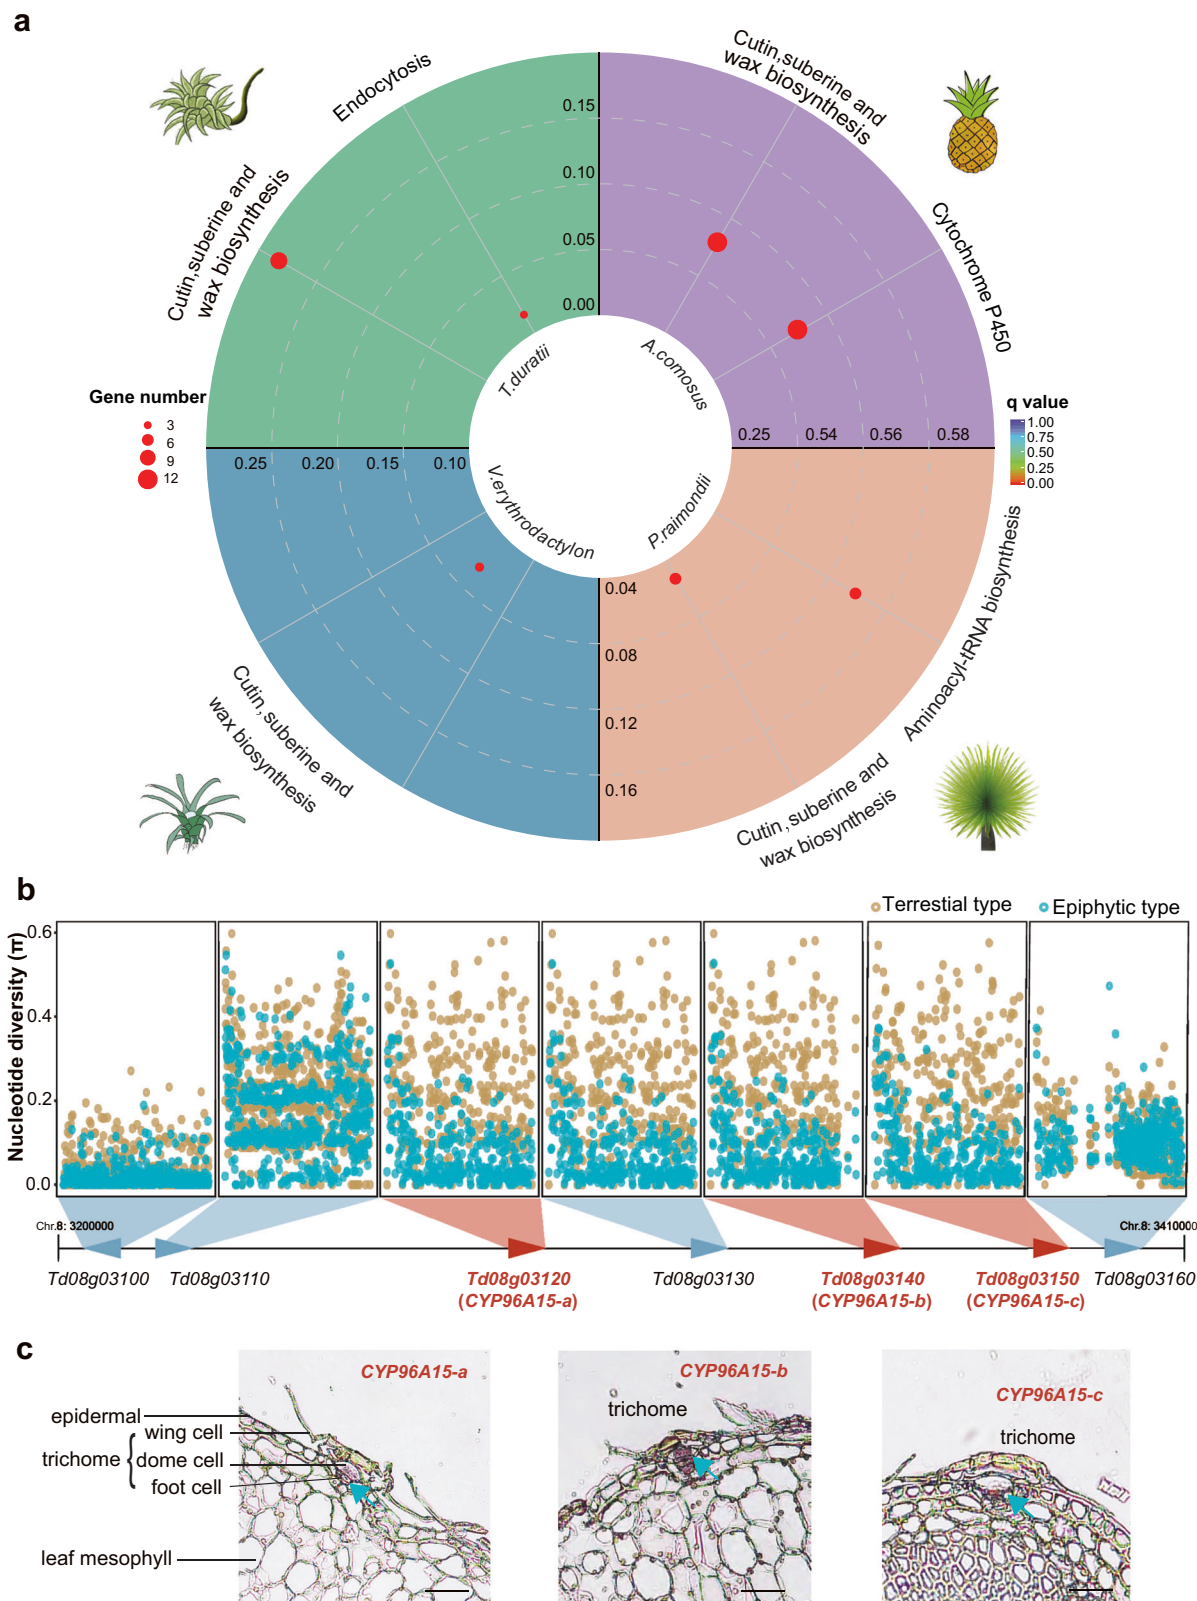 a
Endocytosis
Cutin,suberine and
wax biosynthesis
Cutin,suberine and
wax biosynthesis
Cytochrome P450
0.15
0.10
0.05
0.00
T.duratii
A.comosus
Gene number
3
6
9
12
q value
1.00
0.75
0.50
0.25
0.00
0.25
0.54
0.56
0.58
0.25
0.20
0.15
0.10
V.erythrodactylon
P.raimondii
0.04
0.08
0.12
0.16
Aminoacyl-tRNA biosynthesis
Cutin, suberine and
wax biosynthesis
Cutin ,suberine and
wax biosynthesis
b
Terrestial type
Epiphytic type
Nucleotide diversity (π)
0.6
0.4
0.2
0.0
Chr.8: 3200000
Chr.8: 3410000
Td08g03100
Td08g03110
Td08g03120
(CYP96A15-a)
Td08g03130
Td08g03140
(CYP96A15-b)
Td08g03150
(CYP96A15-c)
Td08g03160
c
CYP96A15-a
epidermal
wing cell
trichome
dome cell
foot cell
leaf mesophyll
CYP96A15-b
trichome
CYP96A15-c
trichome